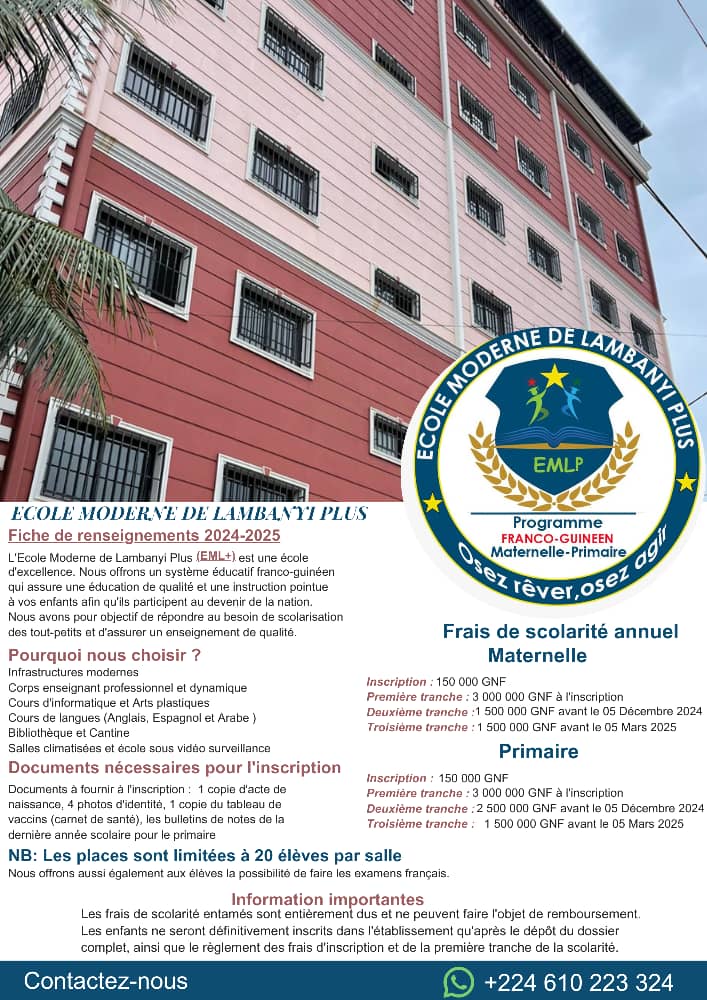 ECOLE MODERNE DE LAMBANYI PLUS
EMLP
Programme
FRANCO-GUINEEN
Maternelle-Primaire
Osez rêver,osez agir
ECOLE MODERNE DE LAMBANYI PLUS
Fiche de renseignements 2024-2025
L'Ecole Moderne de Lambanyi Plus (EML+) est une école
d'excellence. Nous offrons un système éducatif franco-guinéen
qui assure une éducation de qualité et une instruction pointue
à vos enfants afin qu'ils participent au devenir de la nation.
Nous avons pour objectif de répondre au besoin de scolarisation
des tout-petits et d'assurer un enseignement de qualité.
Pourquoi nous choisir ?
Infrastructures modernes
Corps enseignant professionnel et dynamique
Cours d'informatique et Arts plastiques
Cours de langues (Anglais, Espagnol et Arabe )
Bibliothèque et Cantine
Salles climatisées et école sous vidéo surveillance
Documents nécessaires pour l'inscription
Documents à fournir à l'inscription : 1 copie d'acte de
naissance, 4 photos d'identité, 1 copie du tableau de
vaccins (carnet de santé), les bulletins de notes de la
dernière année scolaire pour le primaire
Frais de scolarité annuel
Maternelle
Inscription : 150 000 GNF
Première tranche : 3 000 000 GNF à l'inscription
Deuxième tranche :1 500 000 GNF avant le 05 Décembre 2024
Troisième tranche : 1 500 000 GNF avant le 05 Mars 2025
Primaire
Inscription : 150 000 GNF
Première tranche : 3 000 000 GNF à l'inscription
Deuxième tranche : 2 500 000 GNF avant le 05 Décembre 2024
Troisième tranche : 1 500 000 GNF avant le 05 Mars 2025
NB: Les places sont limitées à 20 élèves par salle
Nous offrons aussi également aux élèves la possibilité de faire les examens français.
Information importantes
Les frais de scolarité entamés sont entièrement dus et ne peuvent faire l'objet de remboursement.
Les enfants ne seront définitivement inscrits dans l'établissement qu'après le dépôt du dossier
complet, ainsi que le règlement des frais d'inscription et de la première tranche de la scolarité.
Contactez-nous
+224 610 223 324